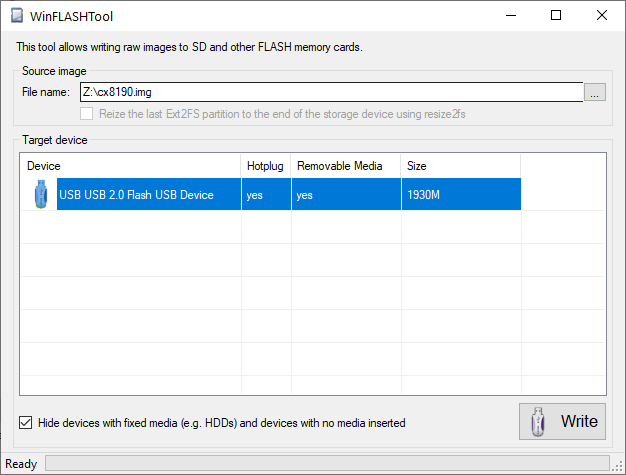 WinFLASHTool
This tool allows writing raw images to SD and other FLASH memory cards.
Source image
File name: Z:\cx8190.img ...
Reize the last Ext2FS partition to the end of the storage device using resize2fs
Target device
Device Hotplug Removable Media Size
USB USB 2.0 Flash USB Device yes yes 1930M
Hide devices with fixed media (e.g. HDDs) and devices with no media inserted
Write
Ready